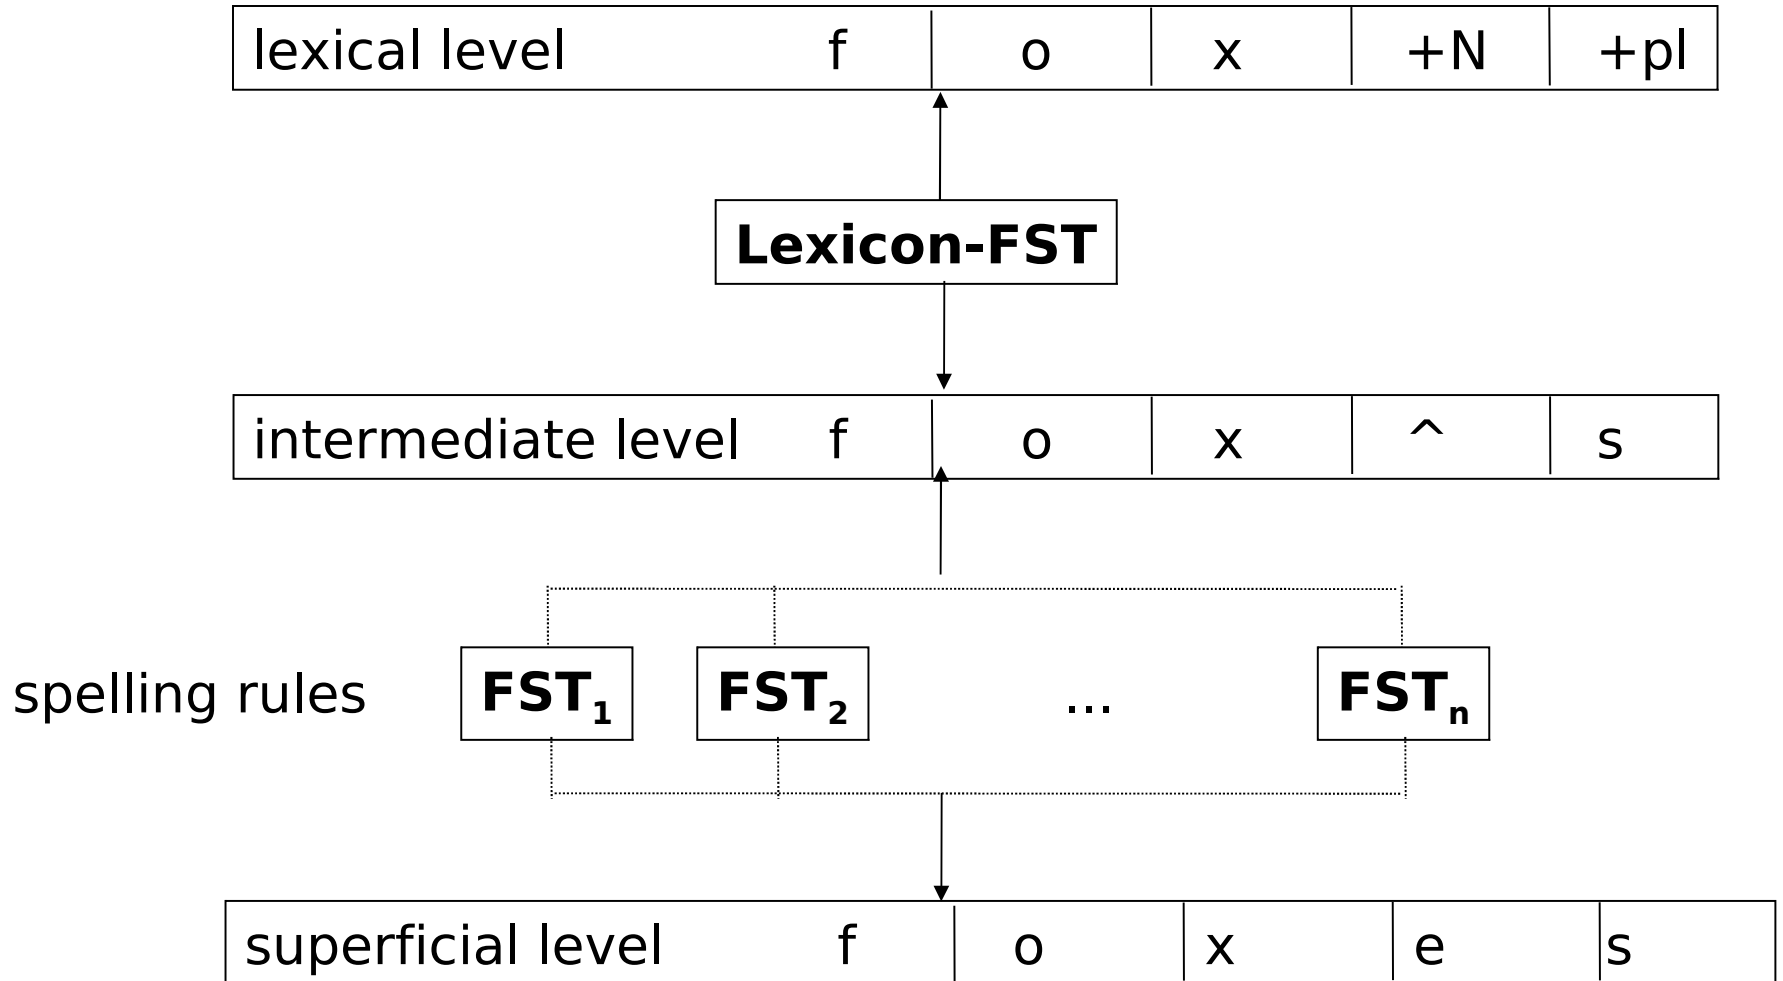 lexical level f o x +N +pl
Lexicon-FST
intermediate level f o x ^ s
spelling rules FST1 FST2 ... FSTn
superficial level f o x e s